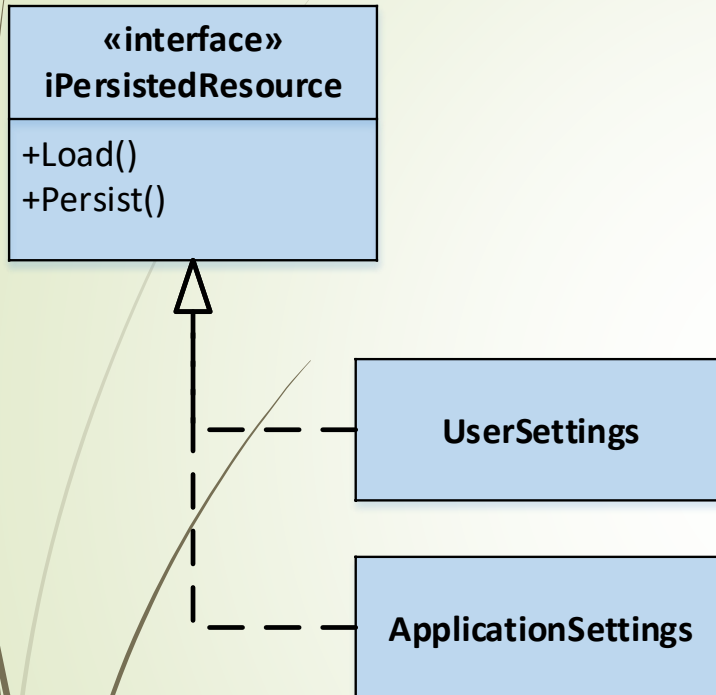 «interface»
iPersistedResource
+Load()
+Persist()
UserSettings
ApplicationSettings